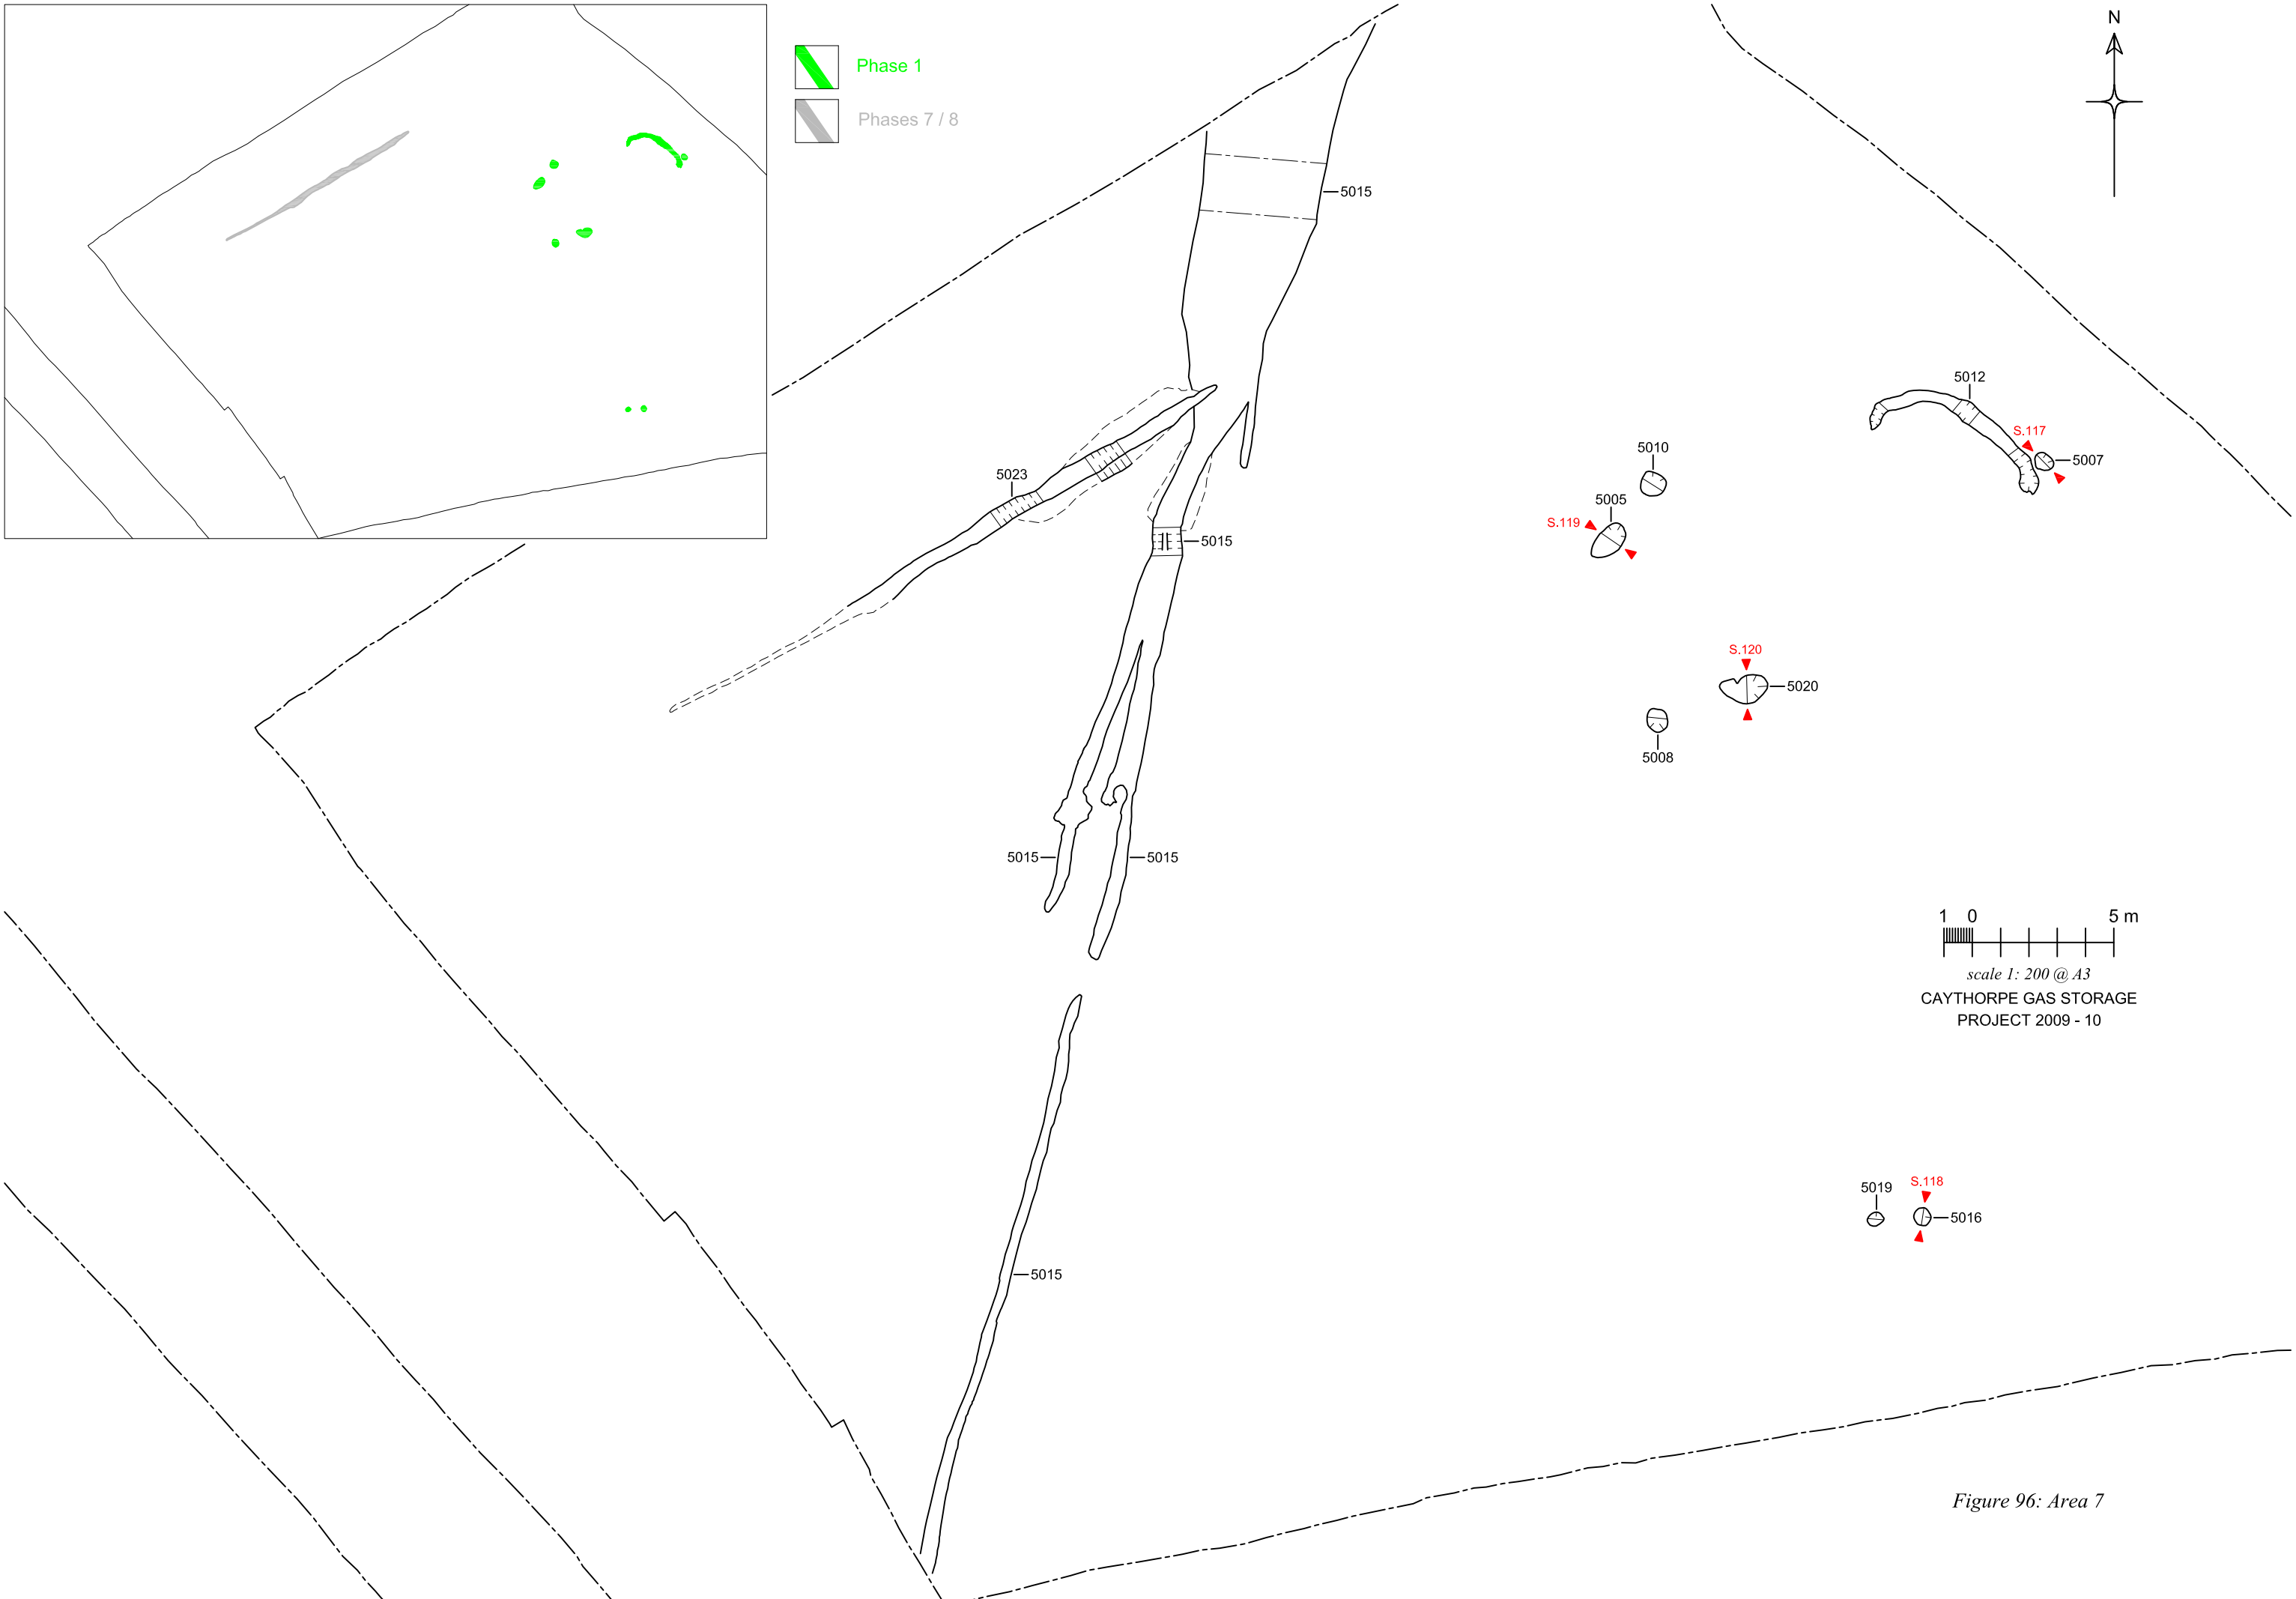 N
Phase 1
Phases 7 / 8
5015
5012
S.117
5007
5010
5005
S.119
5023
5015
S.120
5020
5008
5015
5015
1 0 5 m
scale 1: 200 @ A3
CAYTHORPE GAS STORAGE
PROJECT 2009 - 10
5019
S.118
5016
5015
Figure 96: Area 7